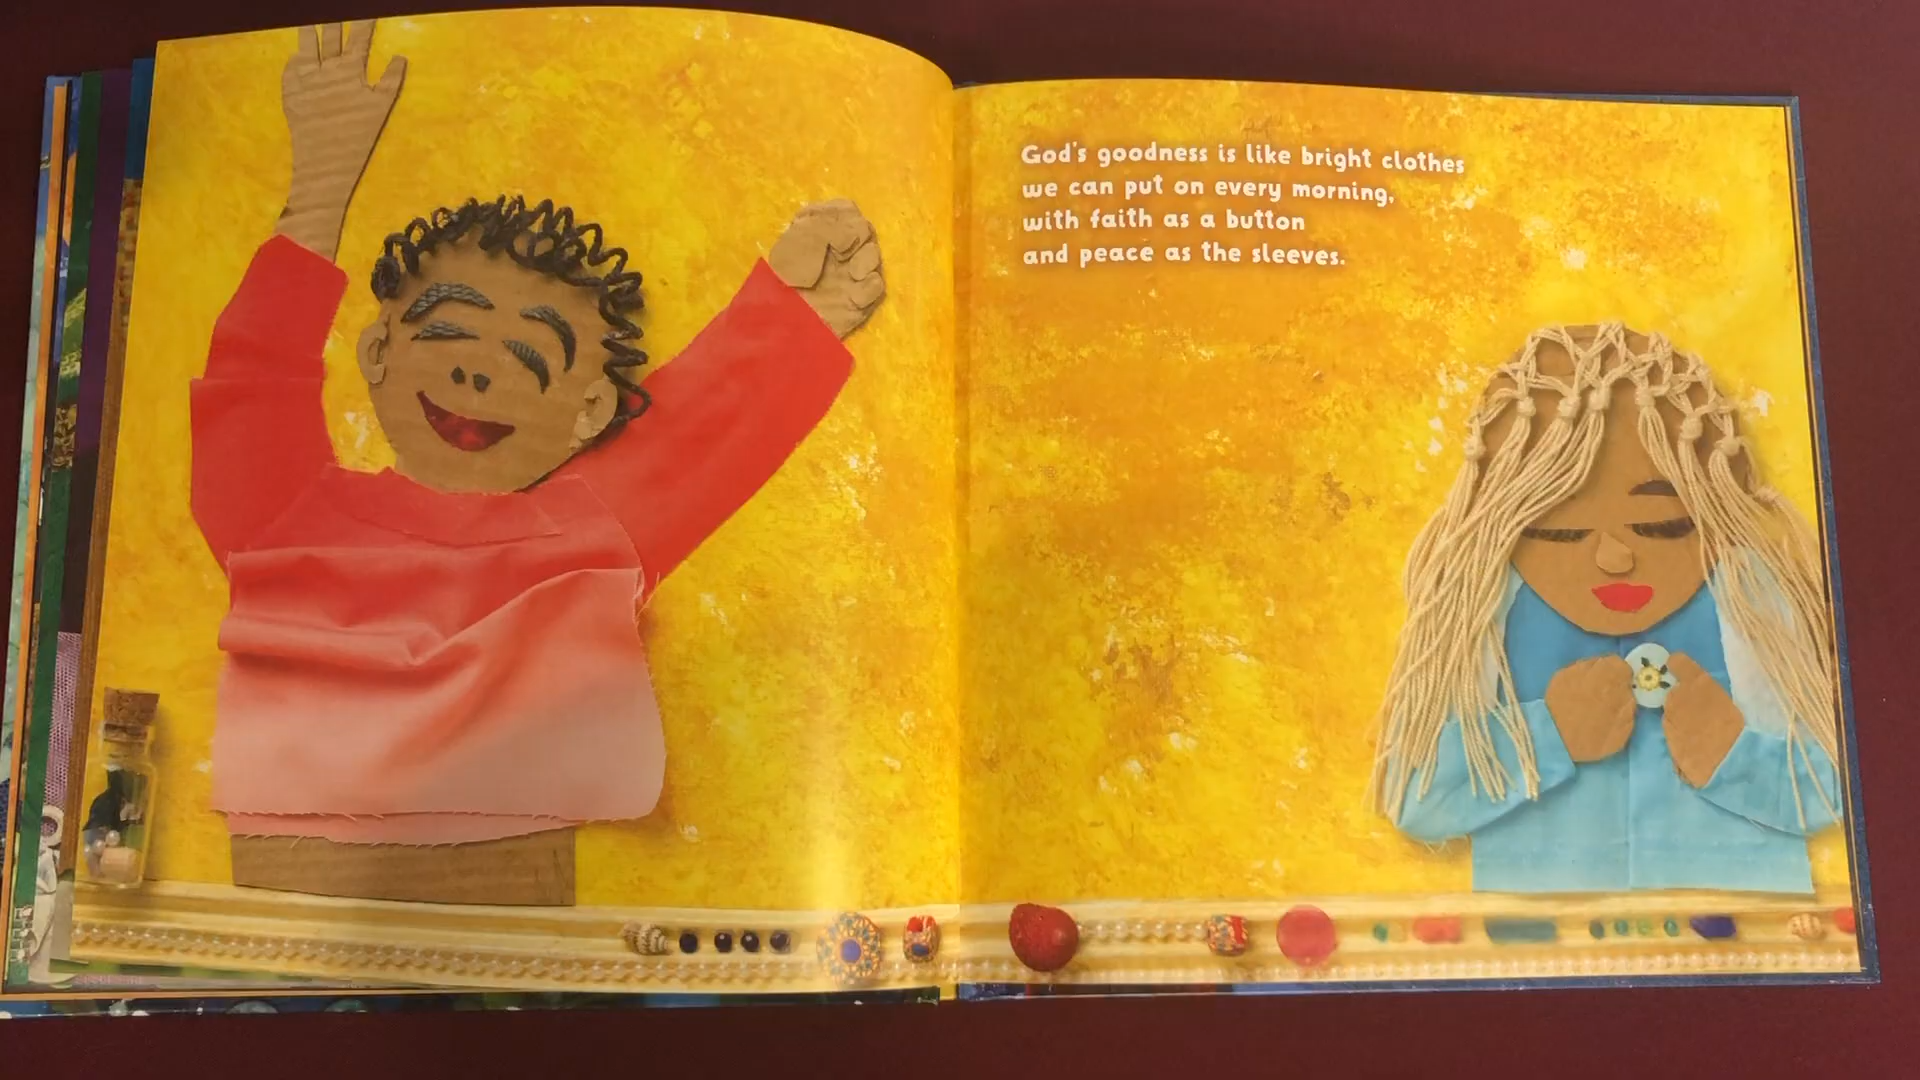 God's goodness is like bright clothes
we can put on every morning,
with faith as a button
and peace as the sleeves.